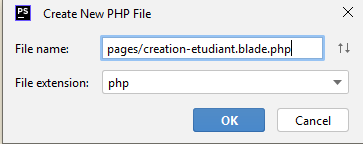 PS Create New PHP File
File name: pages/creation-etudiant.blade.php
File extension: php
OK Cancel